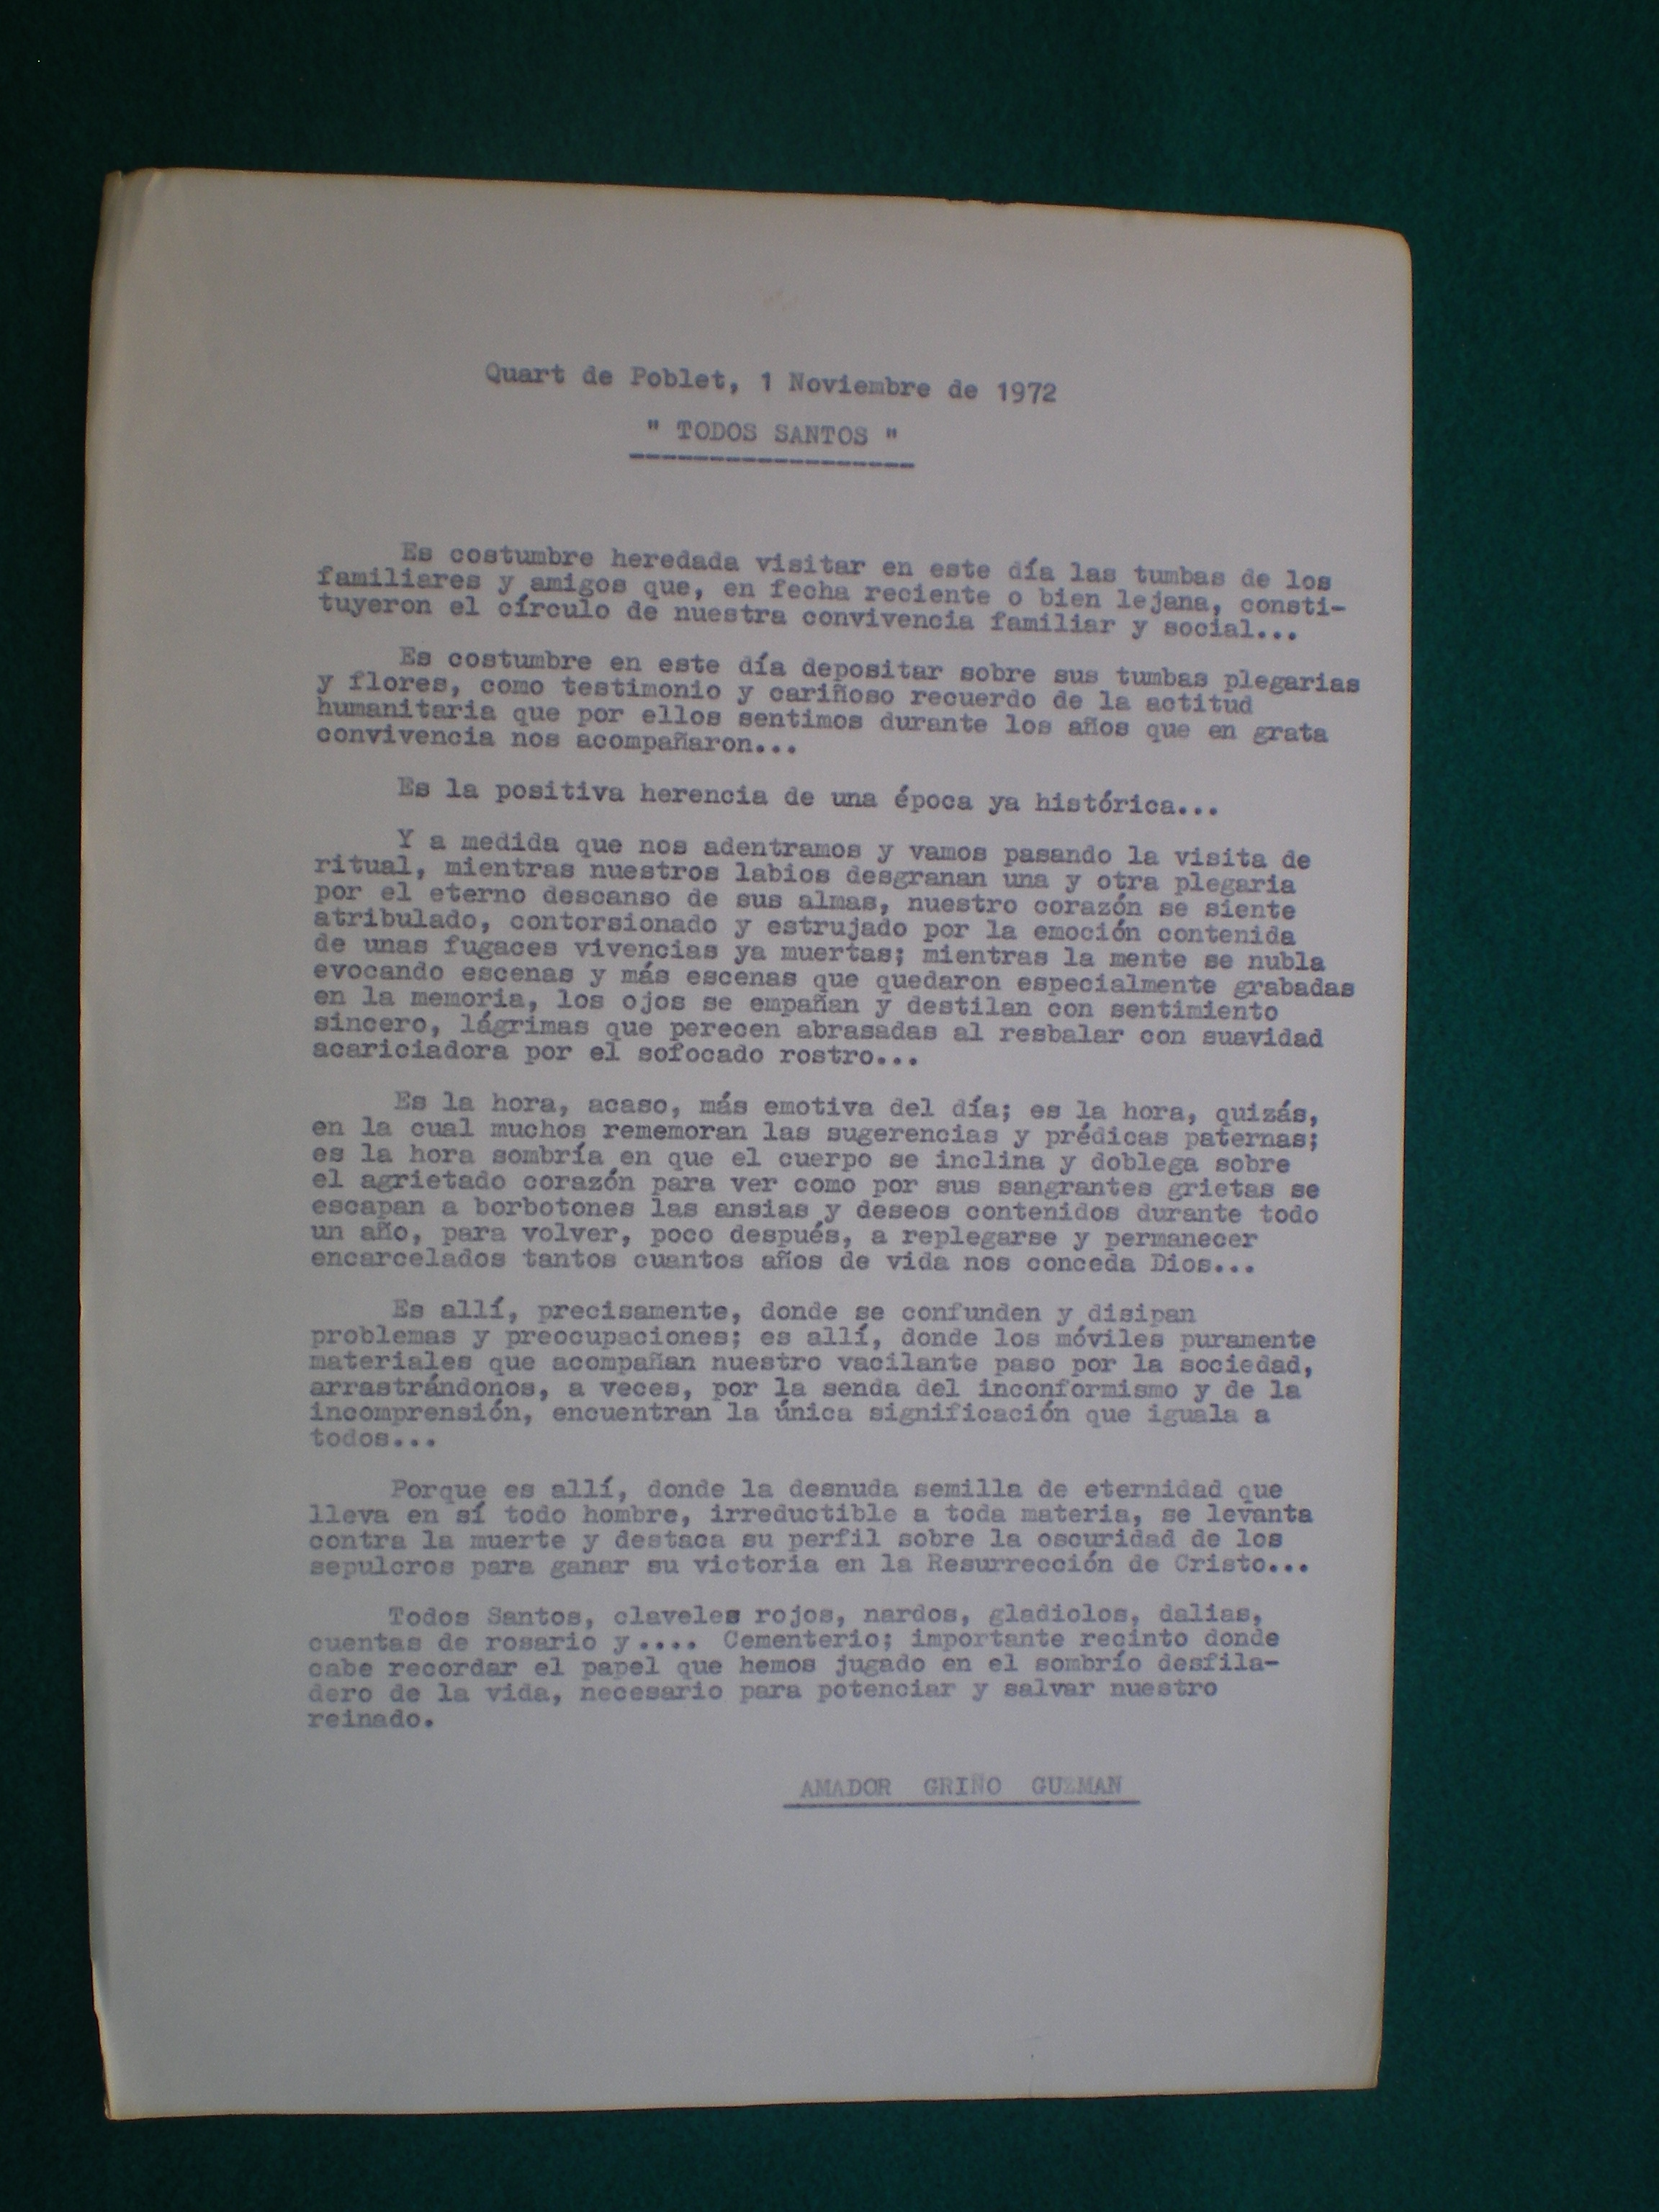 Quart de Poblet, 1 Noviembre de 1972
" TODOS SANTOS "
Es costumbre heredada visitar en este día las tumbas de los
familiares y amigos que, en fecha reciente o bien lejana, consti-
tuyeron el círculo de nuestra convivencia familiar y social...
Es costumbre en este día depositar sobre sus tumbas plegarias
y flores, como testimonio y cariñoso recuerdo de la actitud
humanitaria que por ellos sentimos durante los años que en grata
convivencia nos acompañaron...
Es la positiva herencia de una época ya histórica...
Y a medida que nos adentramos y vamos pasando la visita de
ritual, mientras nuestros labios desgranan una y otra plegaria
por el eterno descanso de sus almas, nuestro corazón se siente
atribulado, contorsionado y estrujado por la emoción contenida
de unas fugaces vivencias ya muertas; mientras la mente se nubla
evocando escenas y más escenas que quedaron especialmente grabadas
en la memoria, los ojos se empañan y destilan con sentimiento
sincero, lágrimas que perecen abrasadas al resbalar con suavidad
acariciadora por el sofocado rostro...
Es la hora, acaso, más emotiva del día; es la hora, quizás,
en la cual muchos rememoran las sugerencias y prédicas paternas;
es la hora sombría en que el cuerpo se inclina y doblega sobre
el agrietado corazón para ver como por sus sangrantes grietas se
escapan a borbotones las ansias y deseos contenidos durante todo
un año, para volver, poco después, a replegarse y permanecer
encarcelados tantos cuantos años de vida nos conceda Dios...
Es allí, precisamente, donde se confunden y disipan
problemas y preocupaciones; es allí, donde los móviles puramente
materiales que acompañan nuestro vacilante paso por la sociedad,
arrastrándonos, a veces, por la senda del inconformismo y de la
incomprensión, encuentran la única significación que iguala a
todos...
Porque es allí, donde la desnuda semilla de eternidad que
lleva en sí todo hombre, irreductible a toda materia, se levanta
contra la muerte y destaca su perfil sobre la oscuridad de los
sepulcros para ganar su victoria en la Resurrección de Cristo...
Todos Santos, claveles rojos, nardos, gladiolos, dalias,
cuentas de rosario y.... Cementerio; importante recinto donde
cabe recordar el papel que hemos jugado en el sombrío desfila-
dero de la vida, necesario para potenciar y salvar nuestro
reinado.
AMADOR GRIÑO GUZMAN